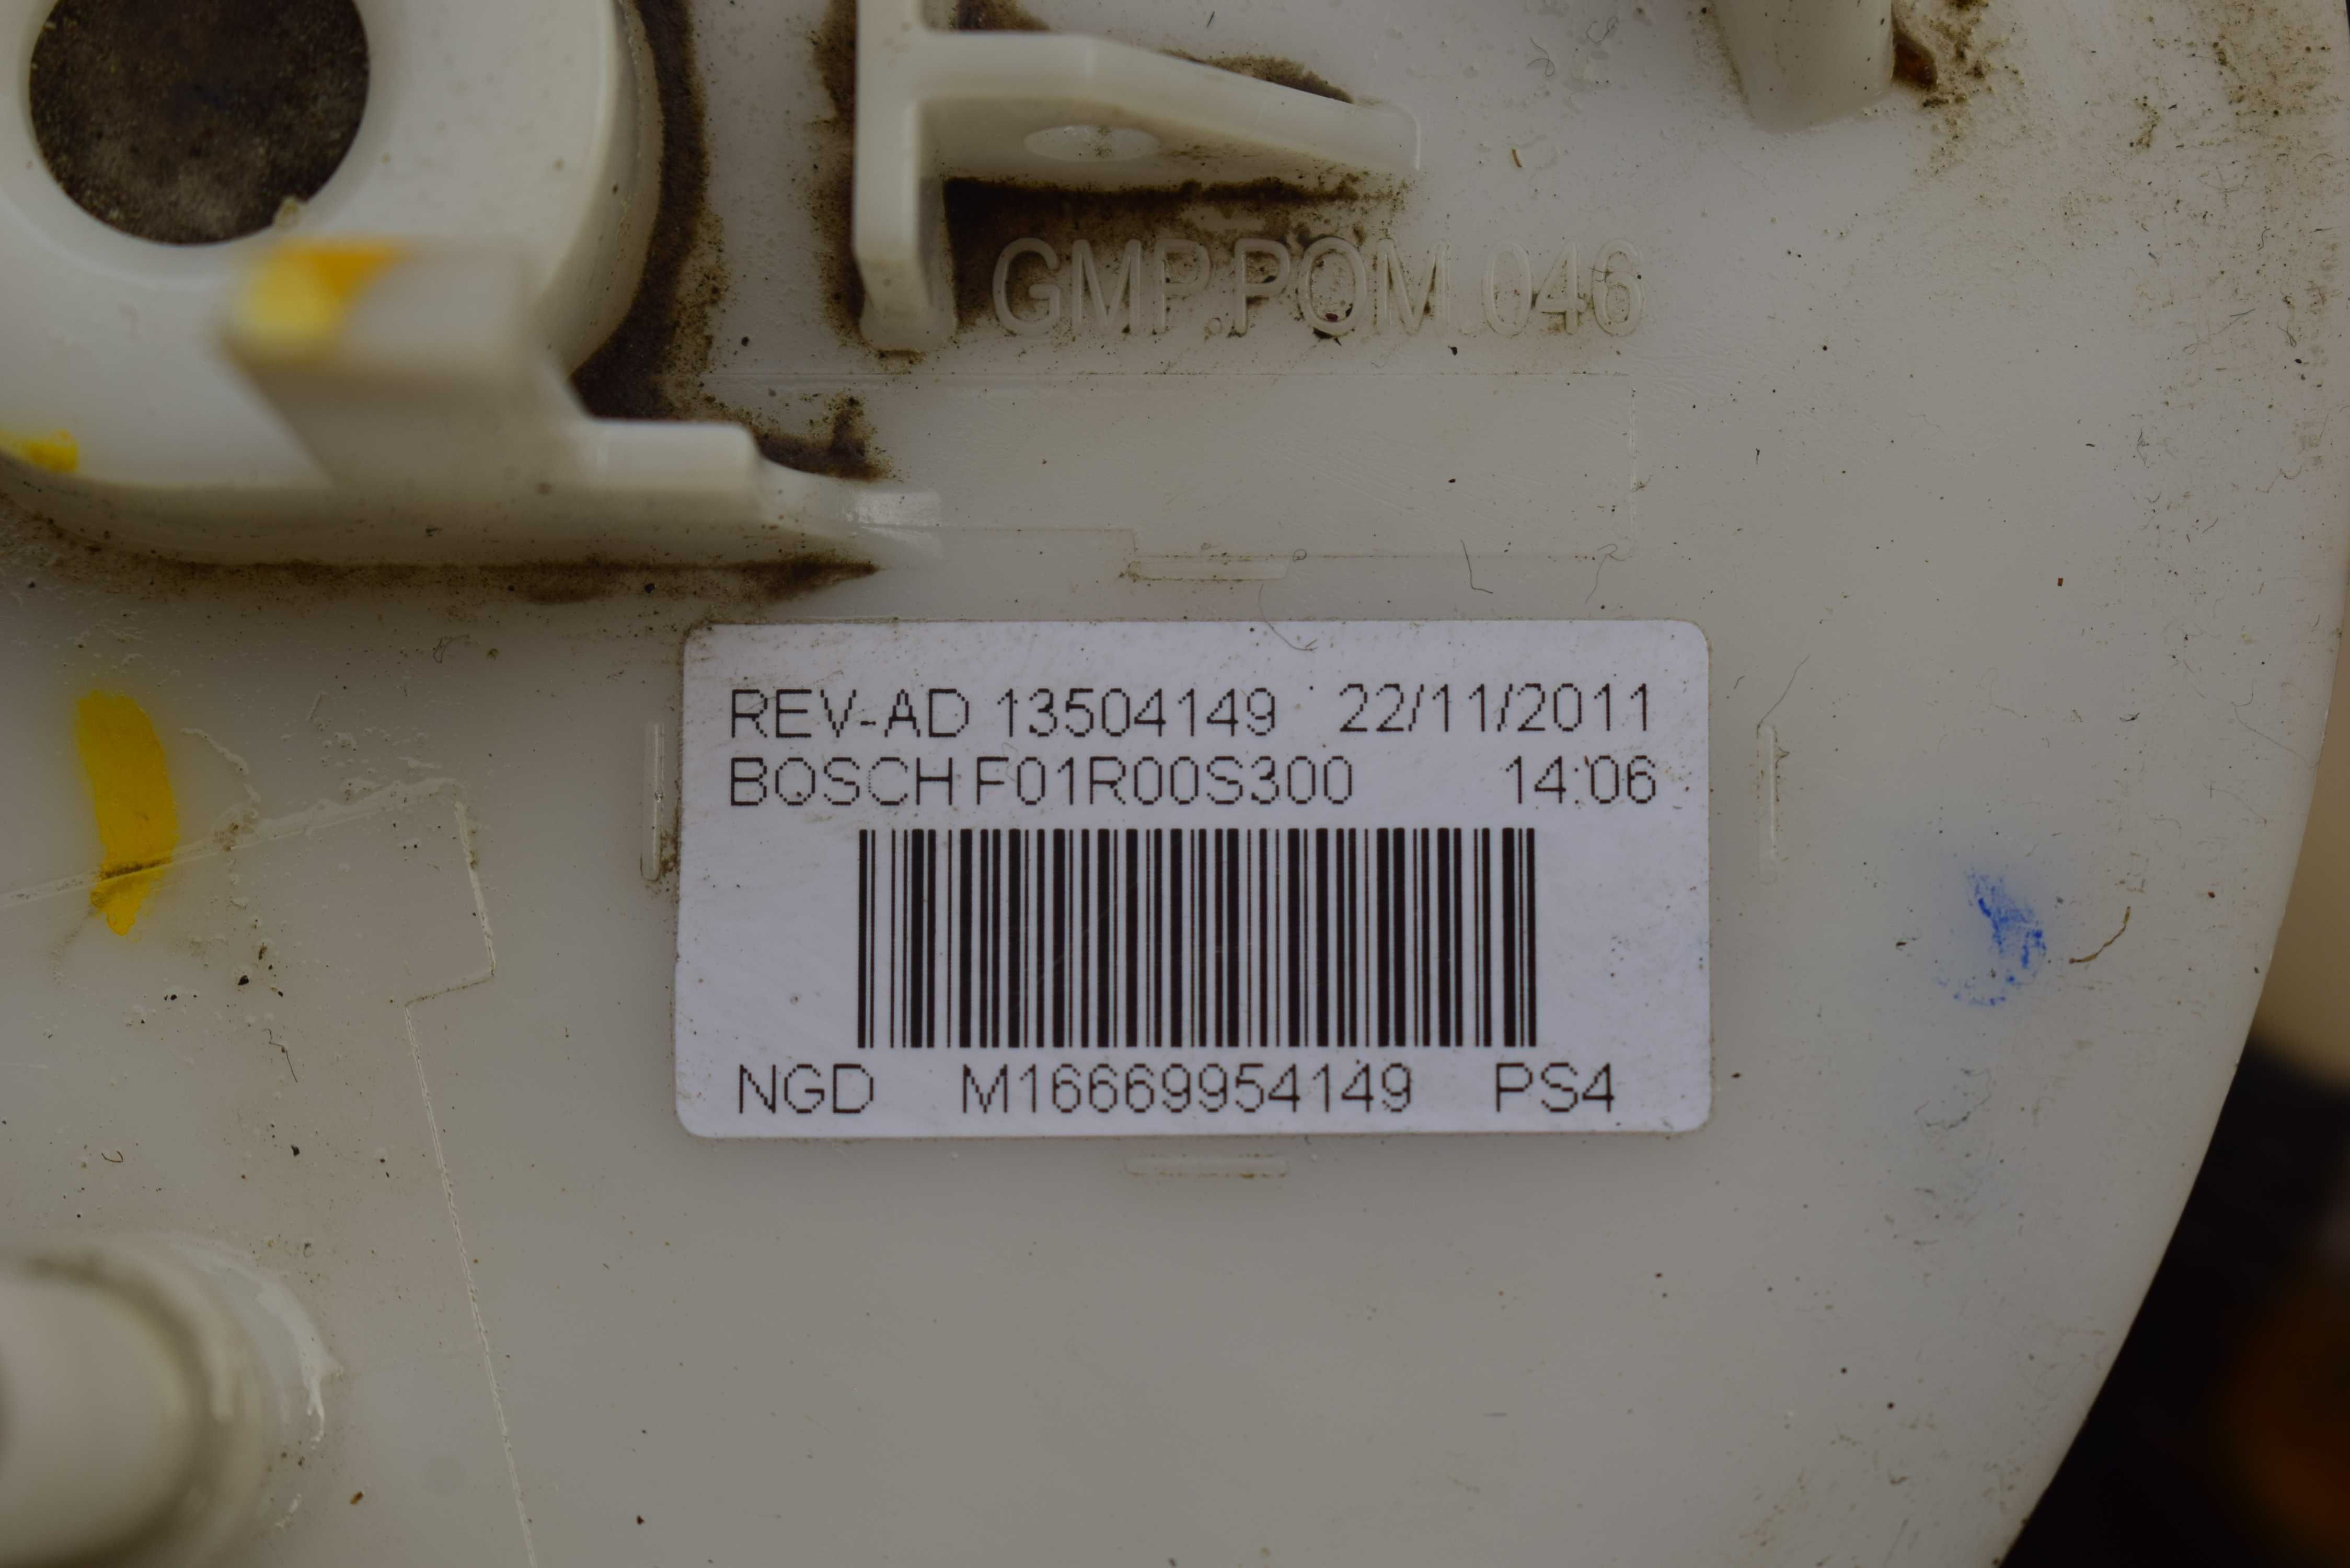 GMP.POM.046
REV-AD 13504149 22/11/2011
BOSCH F01R00S300 14:06
NGD M16669954149 PS4